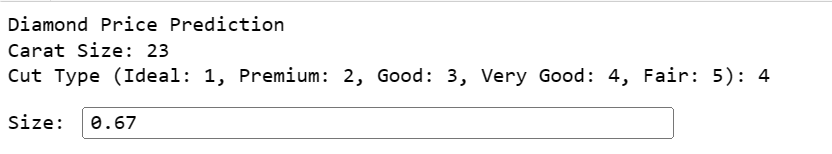 Diamond Price Prediction
Carat Size: 23
Cut Type (Ideal: 1, Premium: 2, Good: 3, Very Good: 4, Fair: 5): 4
Size: 0.67